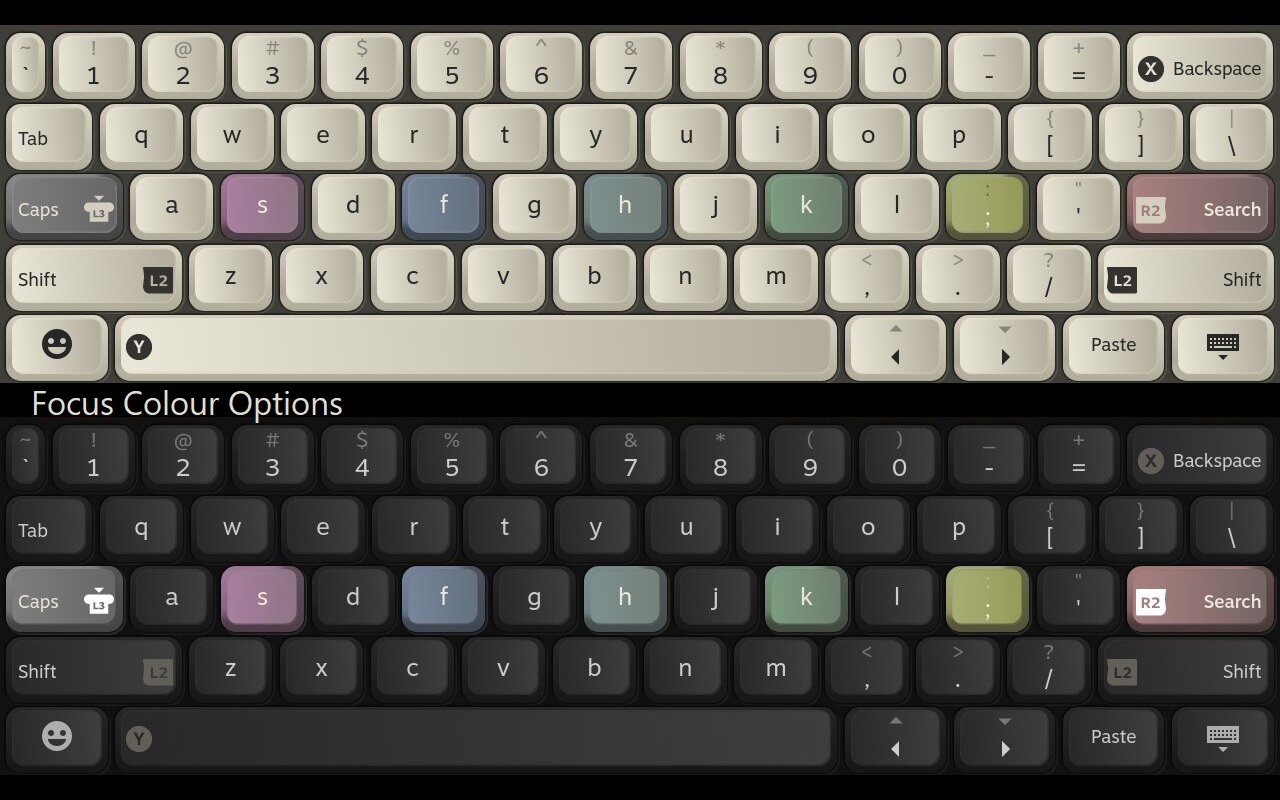 ~ ! @ # $ % ^ & * ( ) _ +
` 1 2 3 4 5 6 7 8 9 0 - = X Backspace
{ } |
Tab q w e r t y u i o p [ ] \
: "
Caps L3 a s d f g h j k l ; ' R2 Search
< > ?
Shift L2 z x c v b n m , . / L2 Shift
Y Paste
Focus Colour Options
~ ! @ # $ % ^ & * ( ) _ +
` 1 2 3 4 5 6 7 8 9 0 - = X Backspace
{ } |
Tab q w e r t y u i o p [ ] \
: "
Caps L3 a s d f g h j k l ; ' R2 Search
< > ?
Shift L2 z x c v b n m , . / L2 Shift
Y Paste